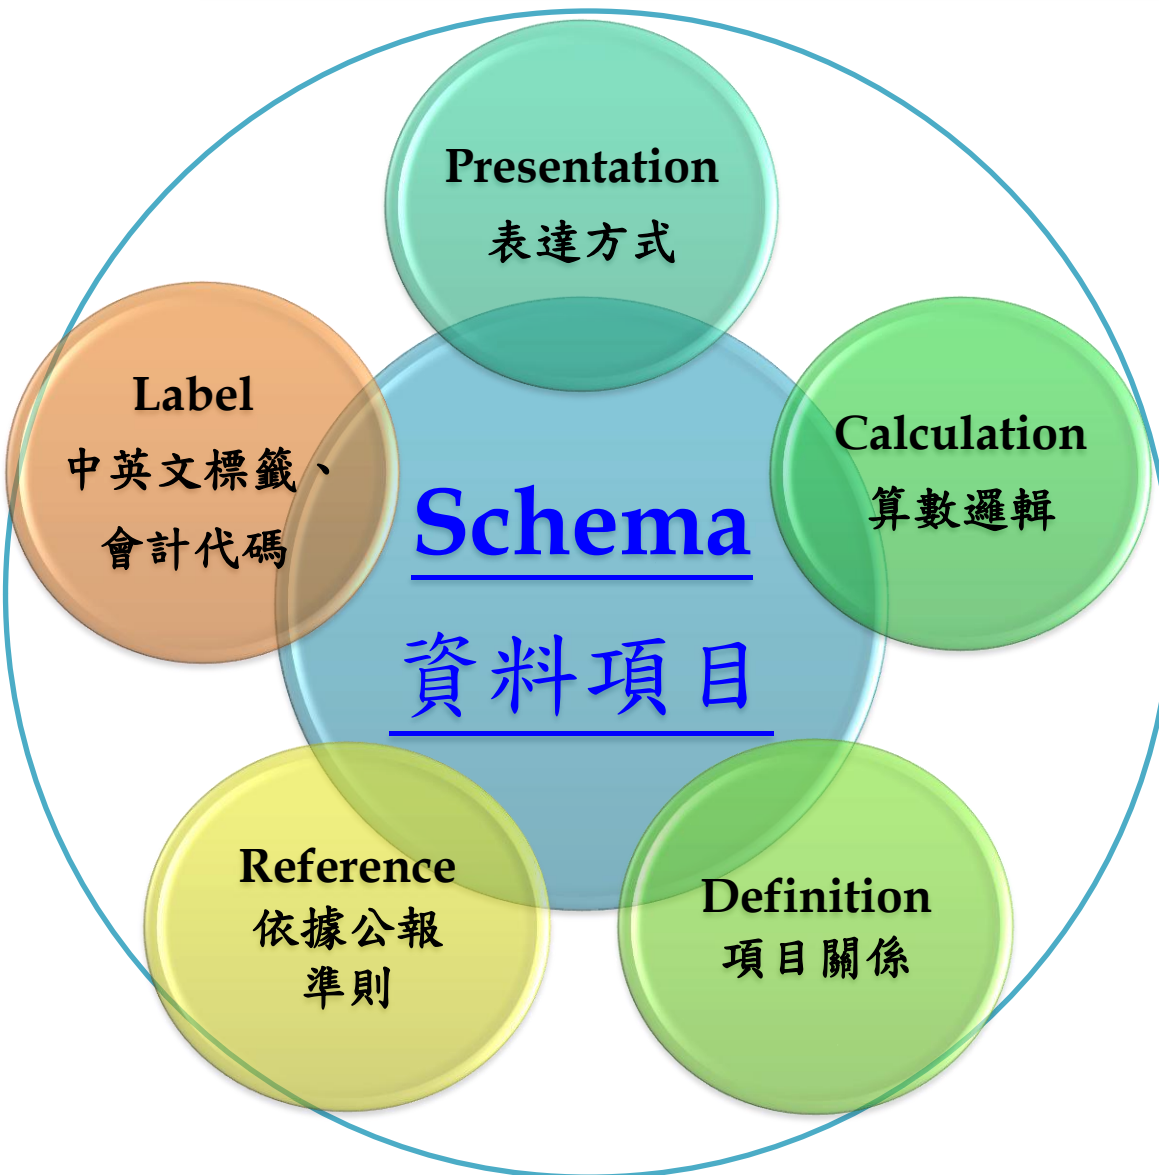 Presentation
表達方式
Label
中英文標籤、
會計代碼
Calculation
算數邏輯
Schema
資料項目
Reference
依據公報
準則
Definition
項目關係